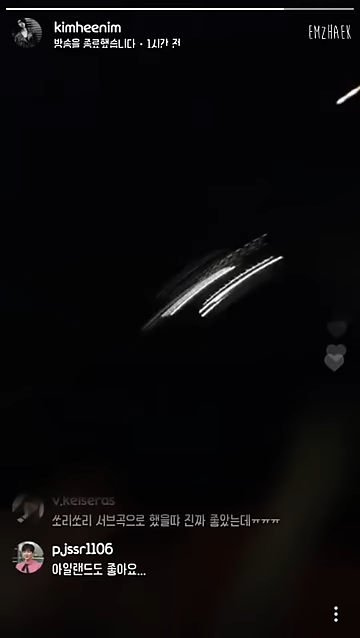 kimheenim
방송을 종료했습니다 • 1시간 전
EMZHAEK
v.keiseras
쏘리쏘리 서브곡으로 했을때 진짜 좋았는데ㅠㅠㅠ
p.jssr1106
아일랜드도 좋아요...